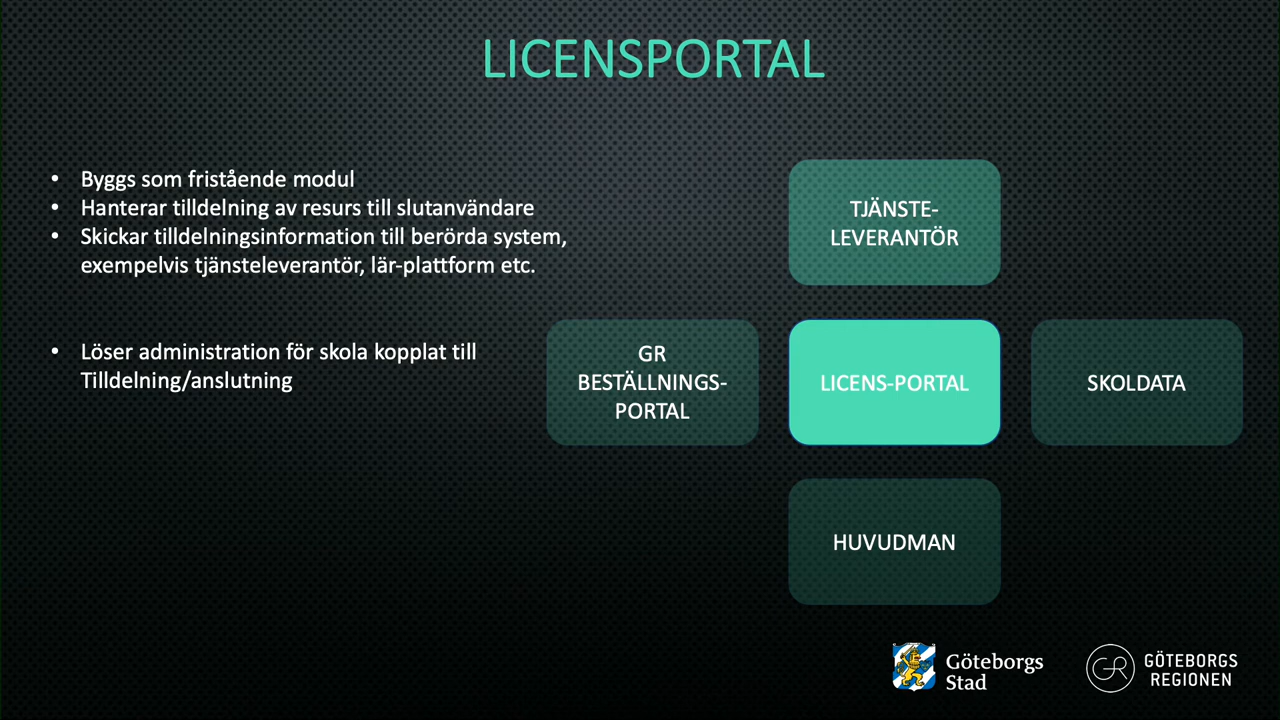 LICENSPORTAL
• Byggs som fristående modul
• Hanterar tilldelning av resurs till slutanvändare
• Skickar tilldelningsinformation till berörda system,
exempelvis tjänsteleverantör, lär-plattform etc.
• Löser administration för skola kopplat till
Tilldelning/anslutning
TJÄNSTE-
LEVERANTÖR
GR
BESTÄLLNINGS-
PORTAL
LICENS-PORTAL
SKOLDATA
HUVUDMAN
Göteborgs
Stad
GR
GÖTEBORGS
REGIONEN